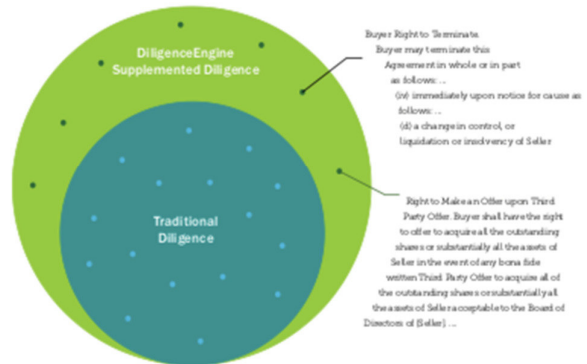 DiligenceEngine
Supplemented Diligence
Traditional
Diligence
Buyer Right to Terminate.
Buyer may terminate this
Agreement in whole or in part
as follows: ...
(iv) immediately upon notice for cause as
follows: ...
(d) a change in control, or
liquidation or insolvency of Seller
Right to Make an Offer upon Third
Party Offer. Buyer shall have the right
to offer to acquire all the outstanding
shares or substantially all the assets of
Seller in the event of any bona fide
written Third Party Offer to acquire all of
the outstanding shares or substantially all
the assets of Seller acceptable to the Board of
Directors of [Seller]. ...